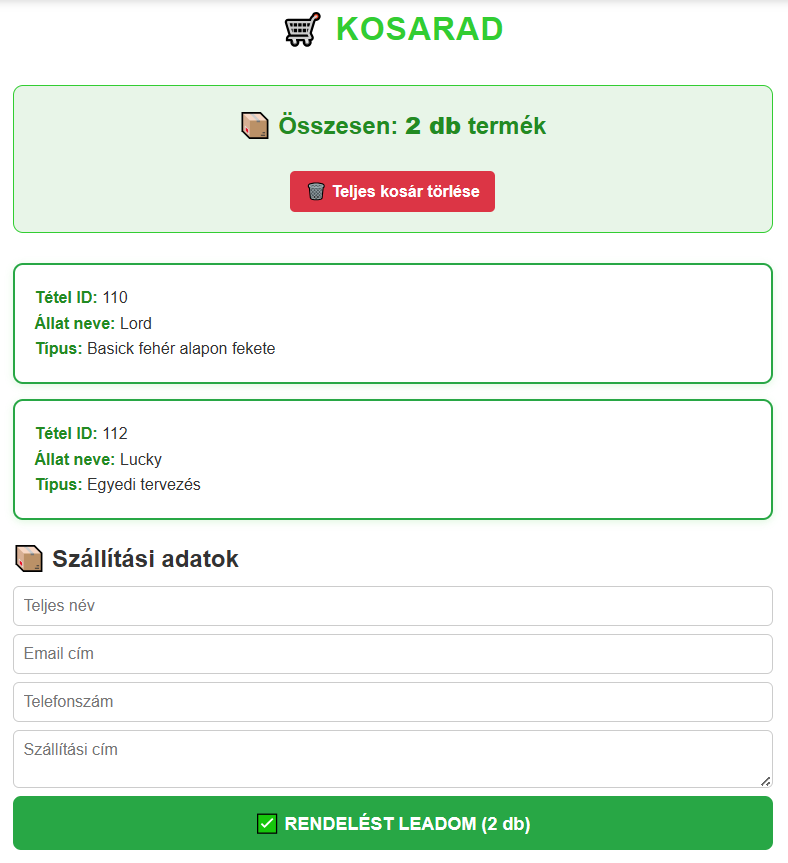 KOSARAD
Összesen: 2 db termék
Teljes kosár törlése
Tétel ID: 110
Állat neve: Lord
Típus: Basick fehér alapon fekete
Tétel ID: 112
Állat neve: Lucky
Típus: Egyedi tervezés
Szállítási adatok
Teljes név
Email cím
Telefonszám
Szállítási cím
RENDELÉST LEADOM (2 db)